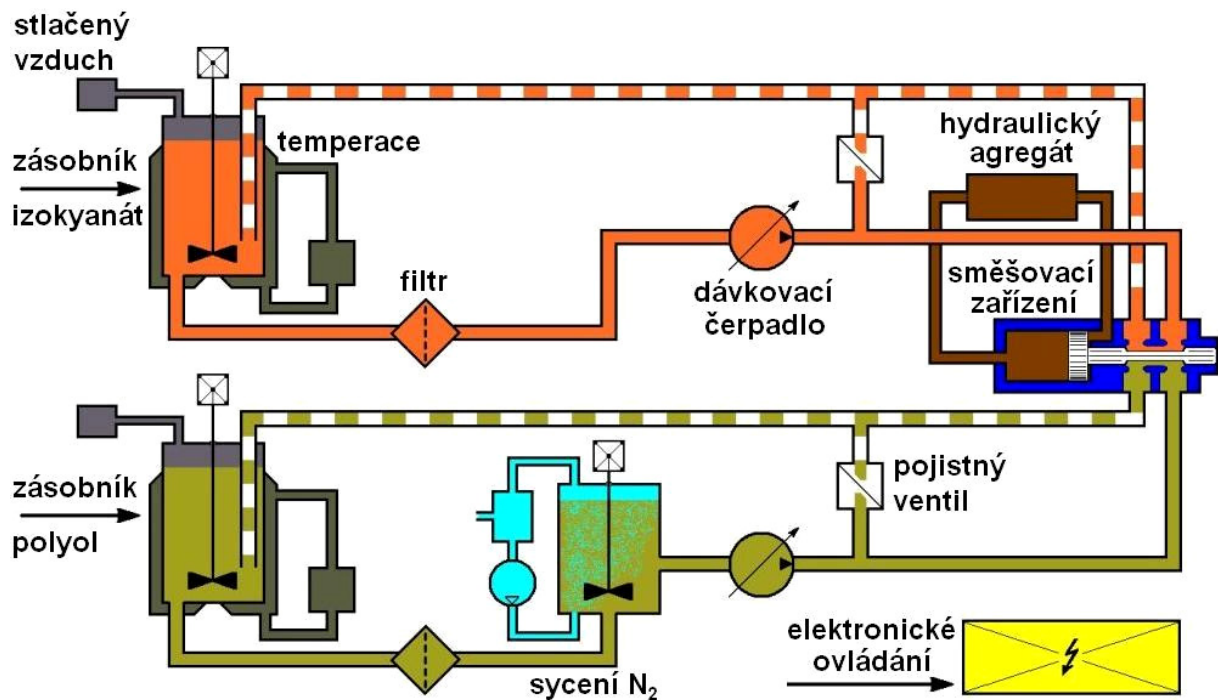 stlačený
vzduch
temperace
zásobník
izokyanát
filtr
dávkovací
čerpadlo
hydraulický
agregát
směšovací
zařízení
zásobník
polyol
pojistný
ventil
sycení N₂
elektronické
ovládání